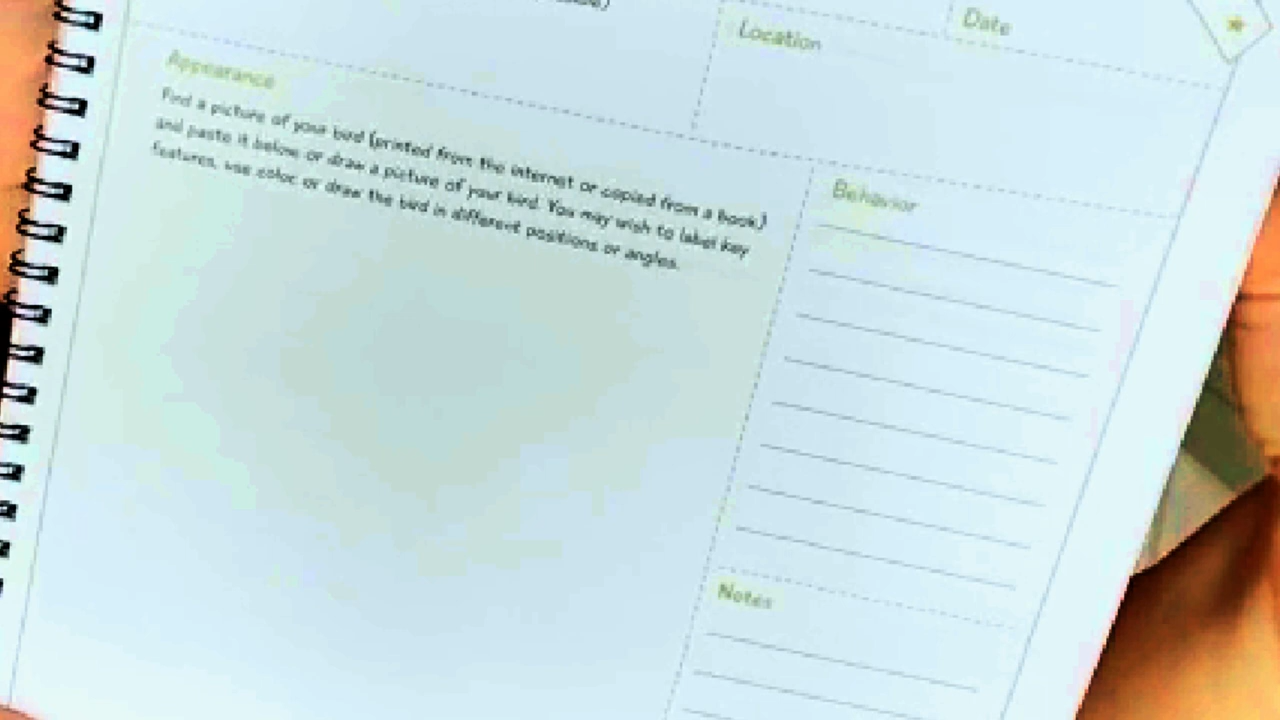 Date
Location
Appearance
Find a picture of your bird (printed from the internet or copied from a book)
and paste it below or draw a picture of your bird. You may wish to label key
features, use color or draw the bird in different positions or angles.
Behavior
Notes